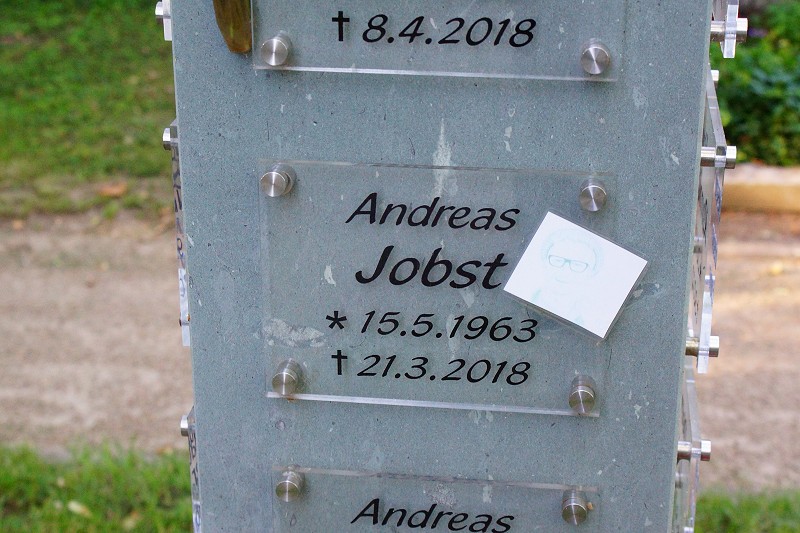 † 8.4.2018
Andreas
Jobst
* 15.5.1963
† 21.3.2018
Andreas